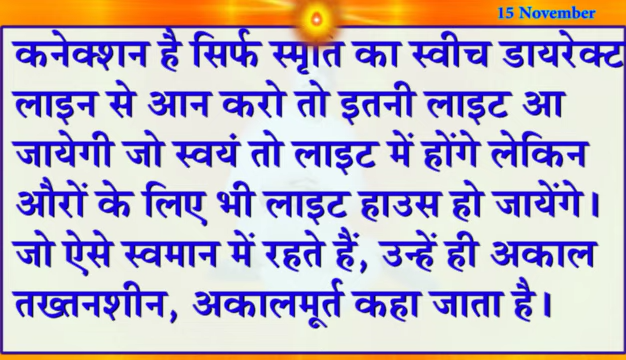 15 November
कनेक्शन है सिर्फ स्मृति का स्वीच डायरेक्ट
लाइन से आन करो तो इतनी लाइट आ
जायेगी जो स्वयं तो लाइट में होंगे लेकिन
औरों के लिए भी लाइट हाउस हो जायेंगे।
जो ऐसे स्वमान में रहते हैं, उन्हें ही अकाल
तख्तनशीन, अकालमूर्त कहा जाता है।